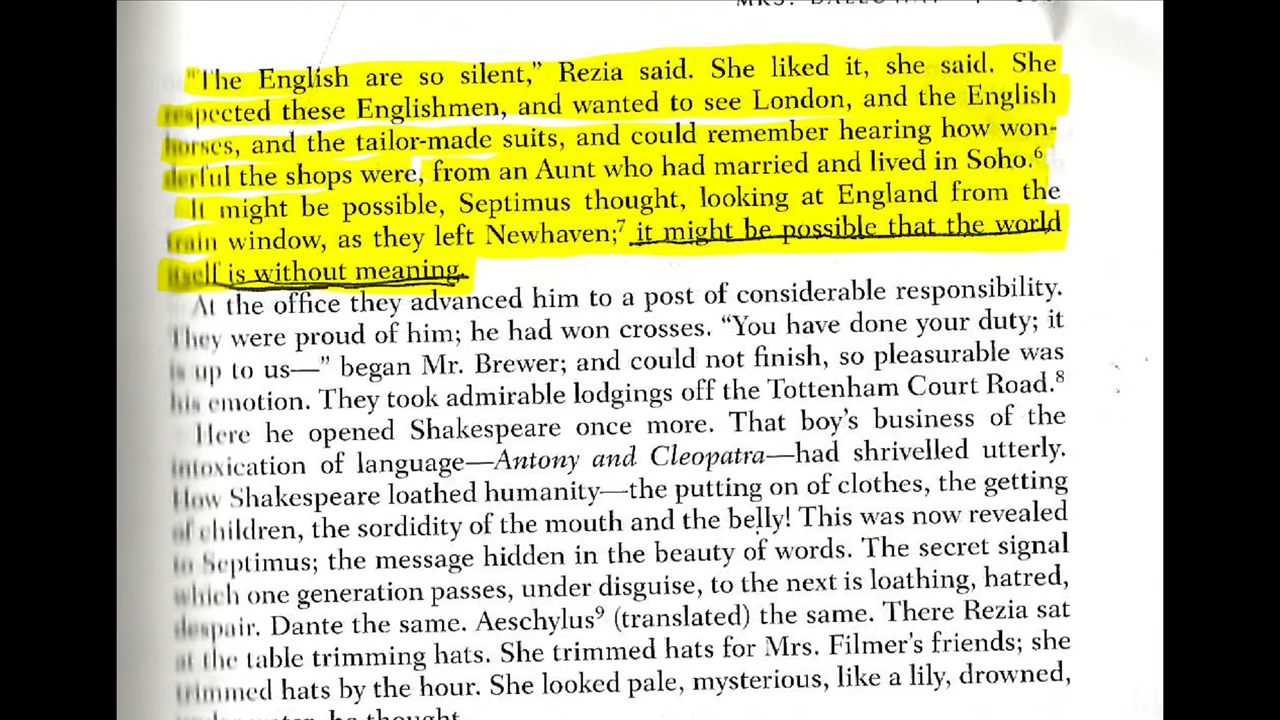 "The English are so silent," Rezia said. She liked it, she said. She
respected these Englishmen, and wanted to see London, and the English
horses, and the tailor-made suits, and could remember hearing how won-
derful the shops were, from an Aunt who had married and lived in Soho.⁶
It might be possible, Septimus thought, looking at England from the
train window, as they left Newhaven;⁷ it might be possible that the world
itself is without meaning.
At the office they advanced him to a post of considerable responsibility.
They were proud of him; he had won crosses. "You have done your duty; it
is up to us—" began Mr. Brewer; and could not finish, so pleasurable was
his emotion. They took admirable lodgings off the Tottenham Court Road.⁸
Here he opened Shakespeare once more. That boy's business of the
intoxication of language—Antony and Cleopatra—had shrivelled utterly.
How Shakespeare loathed humanity—the putting on of clothes, the getting
of children, the sordidity of the mouth and the belly! This was now revealed
to Septimus; the message hidden in the beauty of words. The secret signal
which one generation passes, under disguise, to the next is loathing, hatred,
despair. Dante the same. Aeschylus⁹ (translated) the same. There Rezia sat
at the table trimming hats. She trimmed hats for Mrs. Filmer's friends; she
trimmed hats by the hour. She looked pale, mysterious, like a lily, drowned,
he thought.